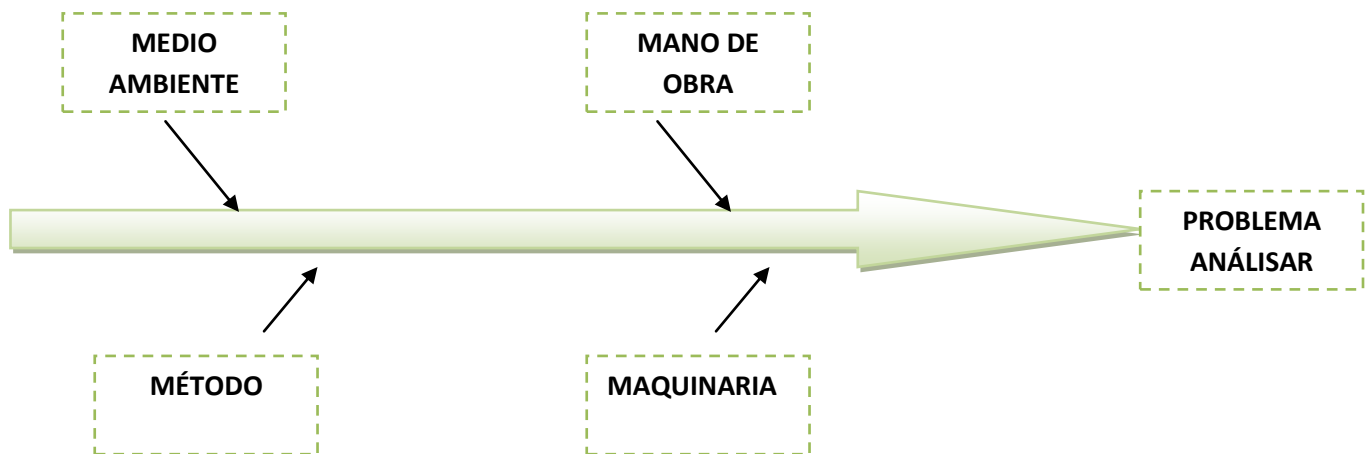 MEDIO
AMBIENTE
MANO DE
OBRA
PROBLEMA
ANÁLISAR
MÉTODO
MAQUINARIA